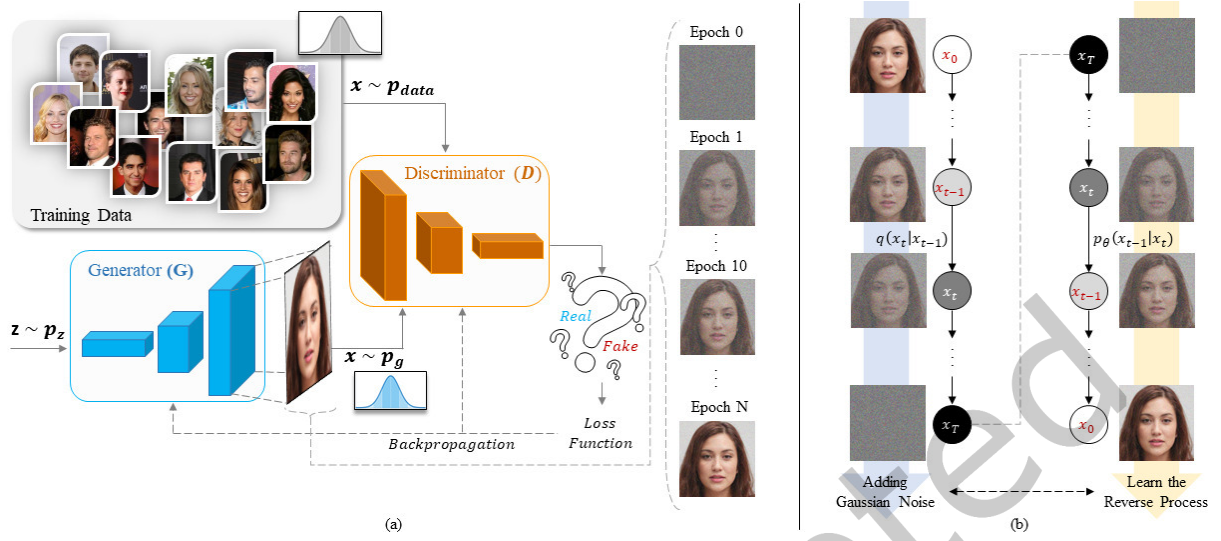 Training Data
x ~ p_data
Discriminator (D)
Generator (G)
z ~ p_z
x ~ p_g
Real
Fake
Loss
Function
Backpropagation
Epoch 0
Epoch 1
Epoch 10
Epoch N
(a)
x_0
x_{t-1}
q(x_t|x_{t-1})
x_t
x_T
Adding
Gaussian Noise
x_T
x_t
p_θ(x_{t-1}|x_t)
x_{t-1}
x_0
Learn the
Reverse Process
(b)